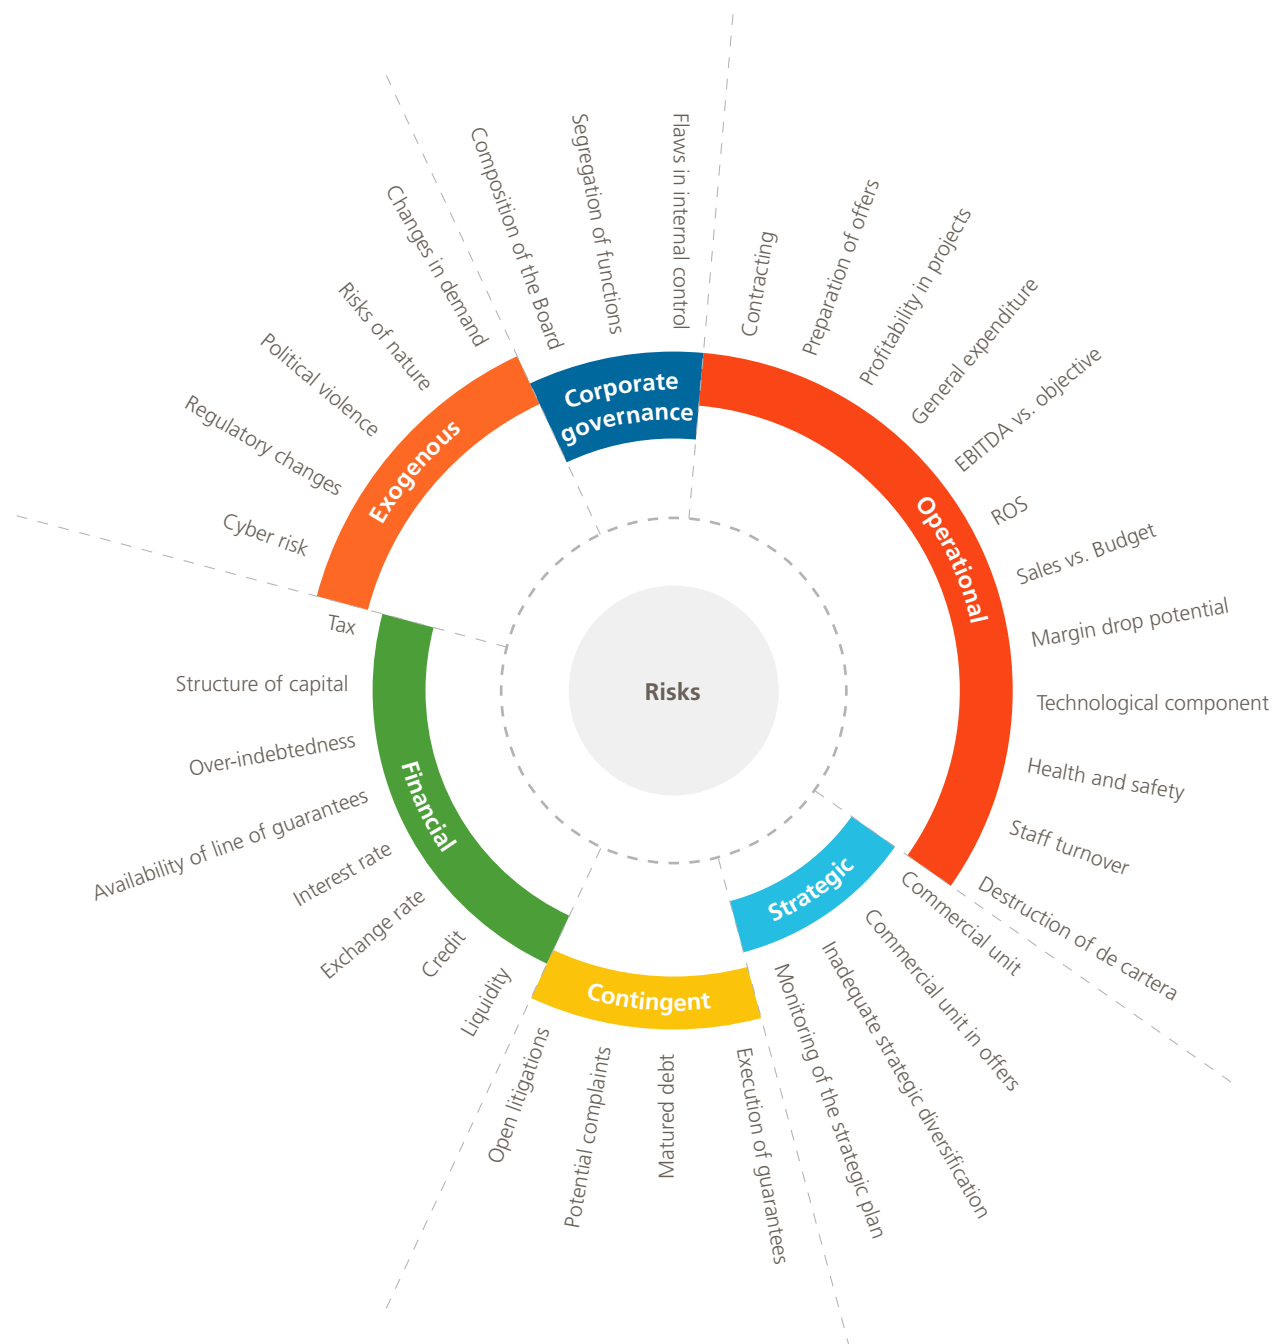 Risks
Corporate
governance
Composition of the Board
Segregation of functions
Flaws in internal control
Operational
Contracting
Preparation of offers
Profitability in projects
General expenditure
EBITDA vs. objective
ROS
Sales vs. Budget
Margin drop potential
Technological component
Health and safety
Staff turnover
Destruction of de cartera
Strategic
Commercial unit
Commercial unit in offers
Inadequate strategic diversification
Monitoring of the strategic plan
Contingent
Execution of guarantees
Matured debt
Potential complaints
Open litigations
Financial
Liquidity
Credit
Exchange rate
Interest rate
Availability of line of guarantees
Over-indebtedness
Structure of capital
Tax
Exogenous
Cyber risk
Regulatory changes
Political violence
Risks of nature
Changes in demand